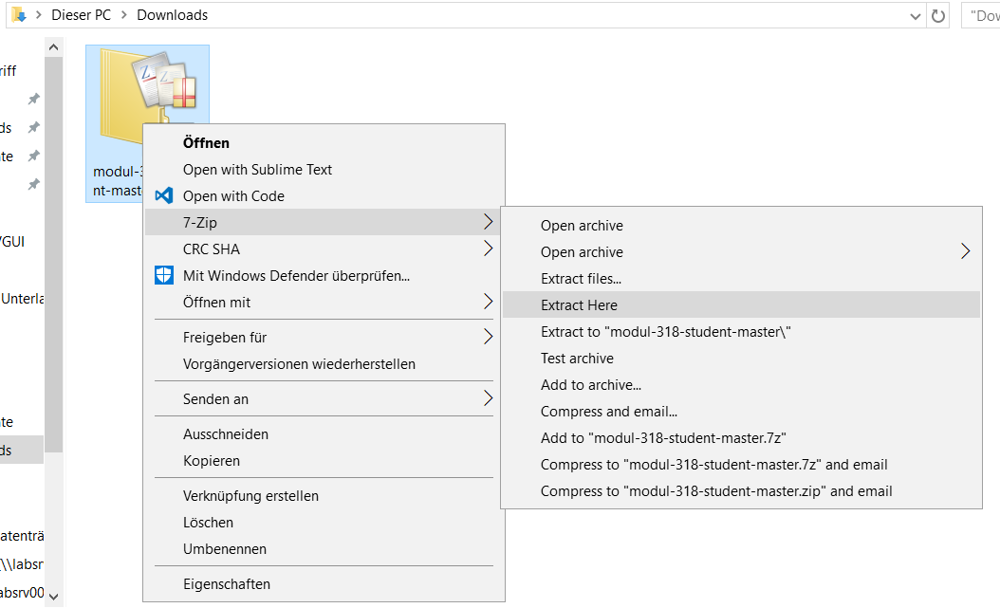 Dieser PC > Downloads
"Dow
riff
ds
te
/GUI
Unterla
te
ds
atenträ
(\\labsr
absrv00
modul-3
nt-mast
Öffnen
Open with Sublime Text
Open with Code
7-Zip
CRC SHA
Mit Windows Defender überprüfen...
Öffnen mit
Freigeben für
Vorgängerversionen wiederherstellen
Senden an
Ausschneiden
Kopieren
Verknüpfung erstellen
Löschen
Umbenennen
Eigenschaften
Open archive
Open archive
Extract files...
Extract Here
Extract to "modul-318-student-master\"
Test archive
Add to archive...
Compress and email...
Add to "modul-318-student-master.7z"
Compress to "modul-318-student-master.7z" and email
Compress to "modul-318-student-master.zip" and email